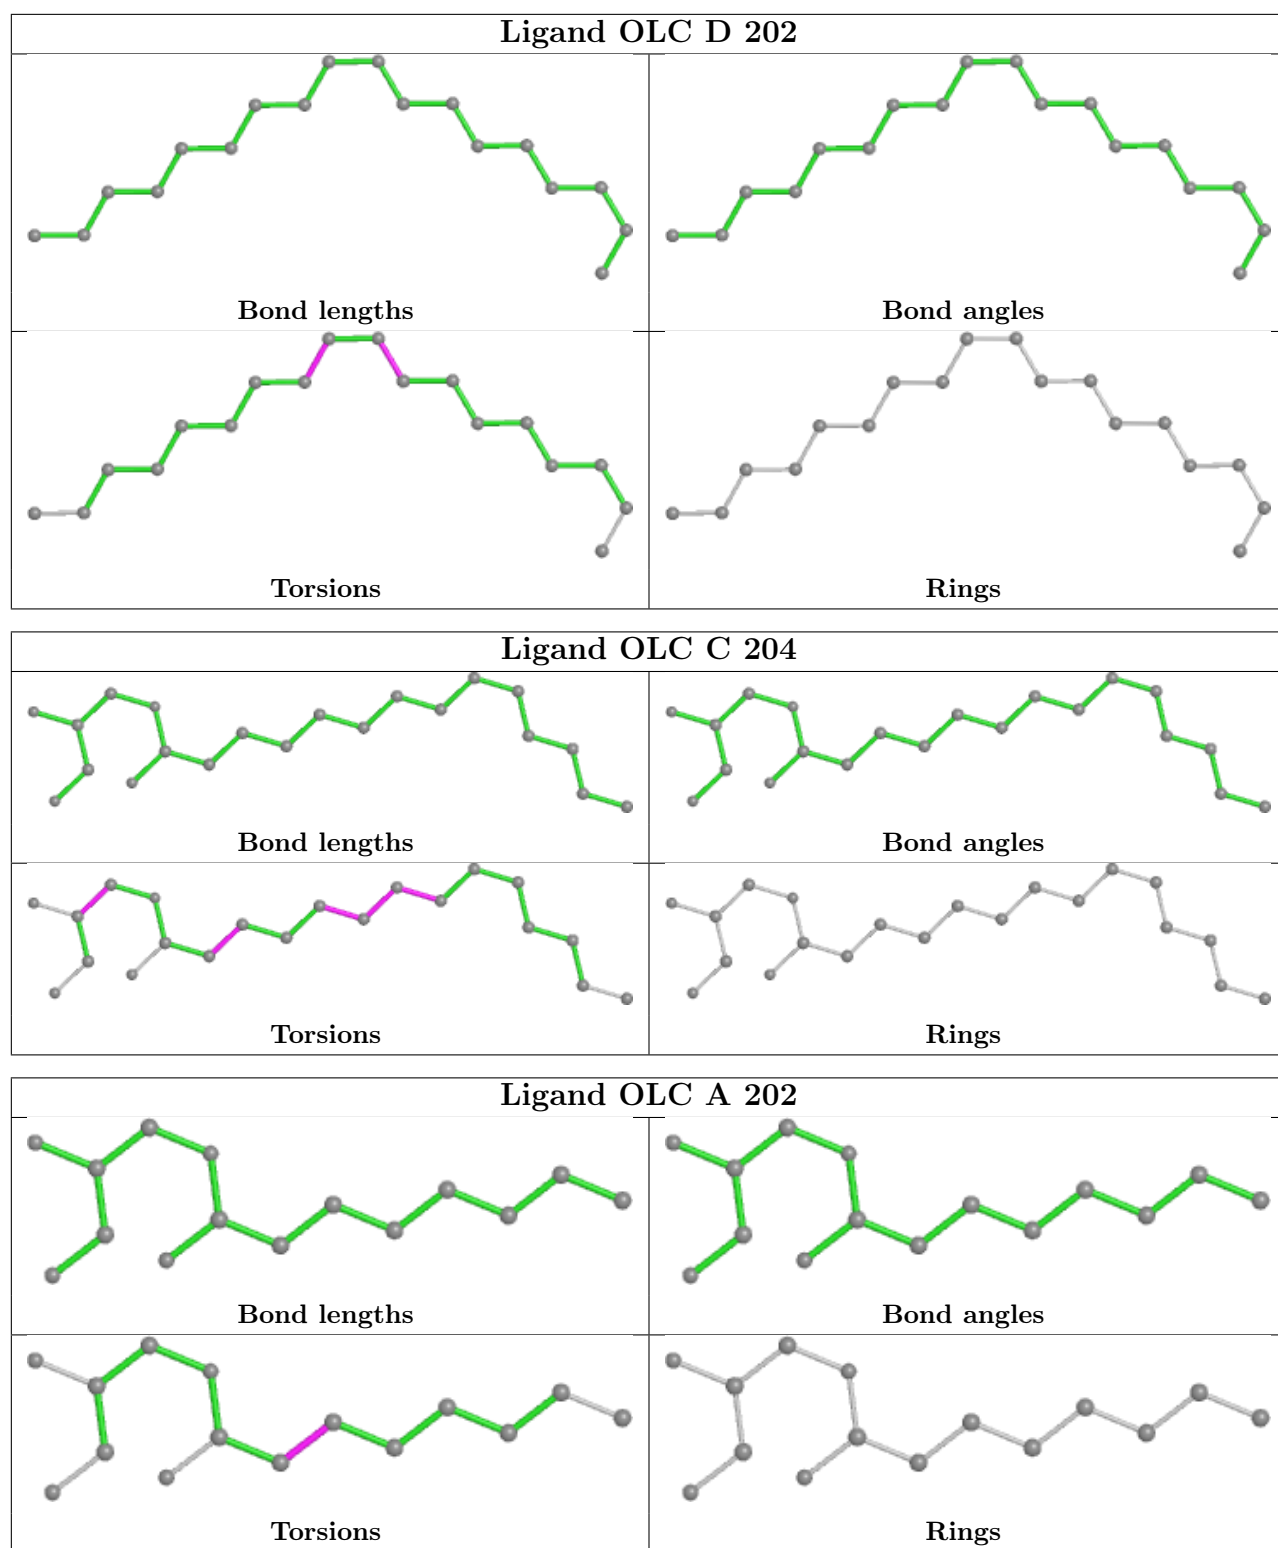 Ligand OLC D 202
Bond lengths
Bond angles
Torsions
Rings
Ligand OLC C 204
Bond lengths
Bond angles
Torsions
Rings
Ligand OLC A 202
Bond lengths
Bond angles
Torsions
Rings